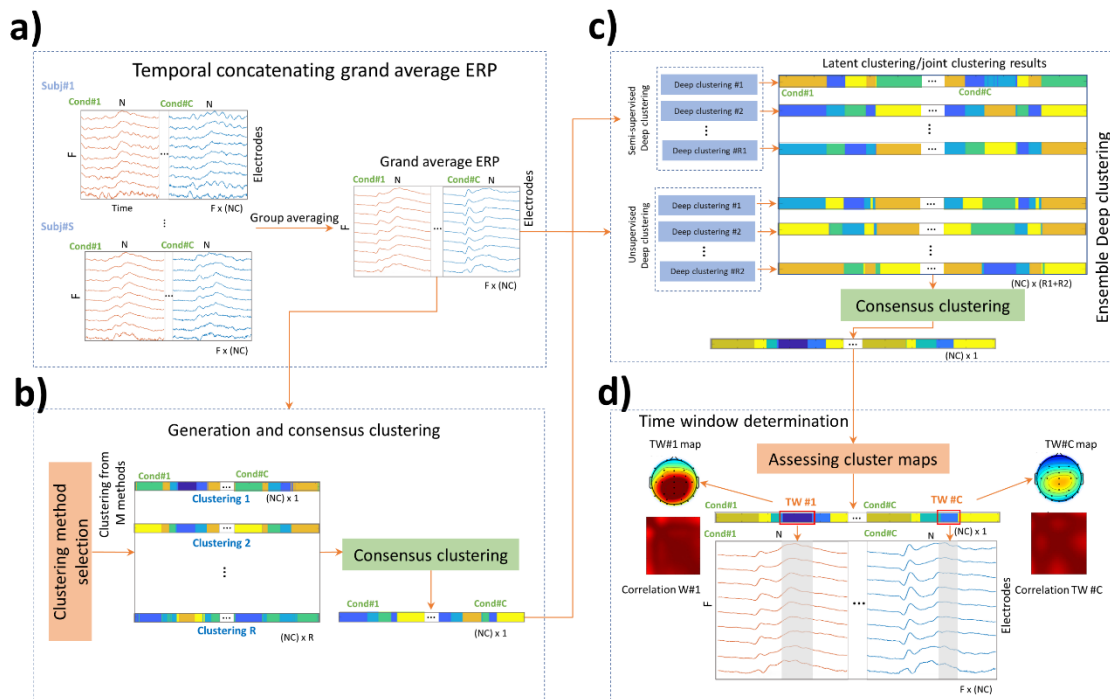 a)
Temporal concatenating grand average ERP
Subj#1
Cond#1 N Cond#C N
F
...
Electrodes
Time F x (NC)
...
Subj#S
Cond#1 N Cond#C N
F
...
F x (NC)
Group averaging
Grand average ERP
Cond#1 N Cond#C N
F
...
Electrodes
F x (NC)
b)
Generation and consensus clustering
Clustering method
selection
Clustering from
M methods
Cond#1 Cond#C
...
Clustering 1 (NC) x 1
...
Clustering 2
...
...
Clustering R (NC) x R
Consensus clustering
Cond#1 Cond#C
...
(NC) x 1
c)
Latent clustering/joint clustering results
Semi-supervised
Deep clustering
Deep clustering #1
Deep clustering #2
...
Deep clustering #R1
...
Cond#1 Cond#C
...
...
Unsupervised
Deep clustering
Deep clustering #1
Deep clustering #2
...
Deep clustering #R2
...
...
...
...
(NC) x (R1+R2)
Ensemble Deep clustering
Consensus clustering
...
(NC) x 1
d)
Time window determination
TW#1 map
Assessing cluster maps
TW#C map
TW #1 TW #C
...
Cond#1 N Cond#C N (NC) x 1
Correlation W#1
F
...
Electrodes
Correlation TW #C
F x (NC)